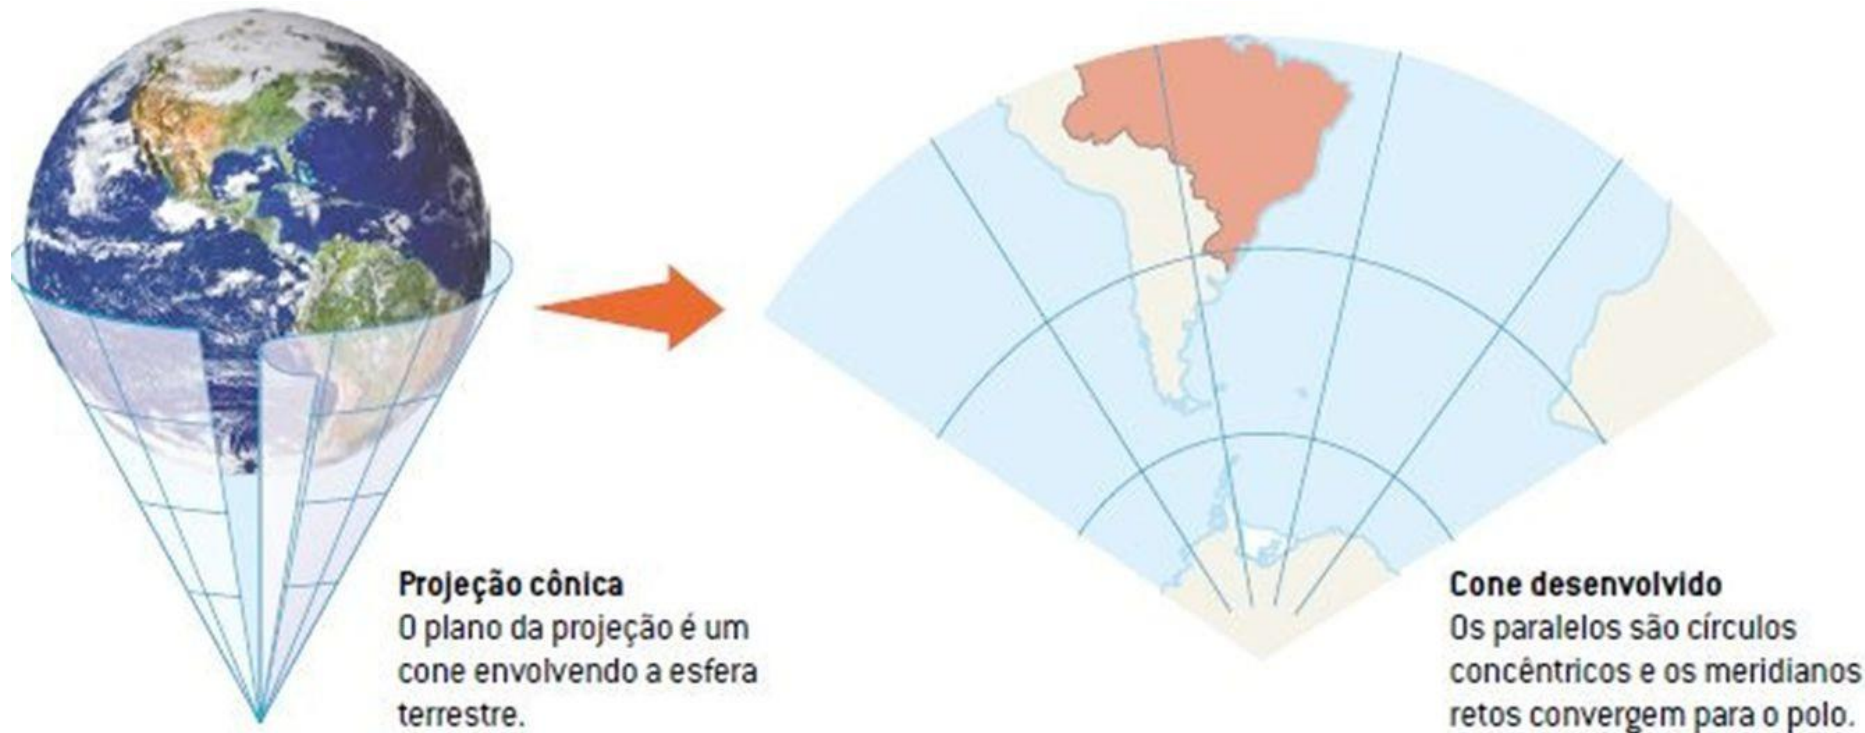 Projeção cônica
O plano da projeção é um
cone envolvendo a esfera
terrestre.
Cone desenvolvido
Os paralelos são círculos
concêntricos e os meridianos
retos convergem para o polo.